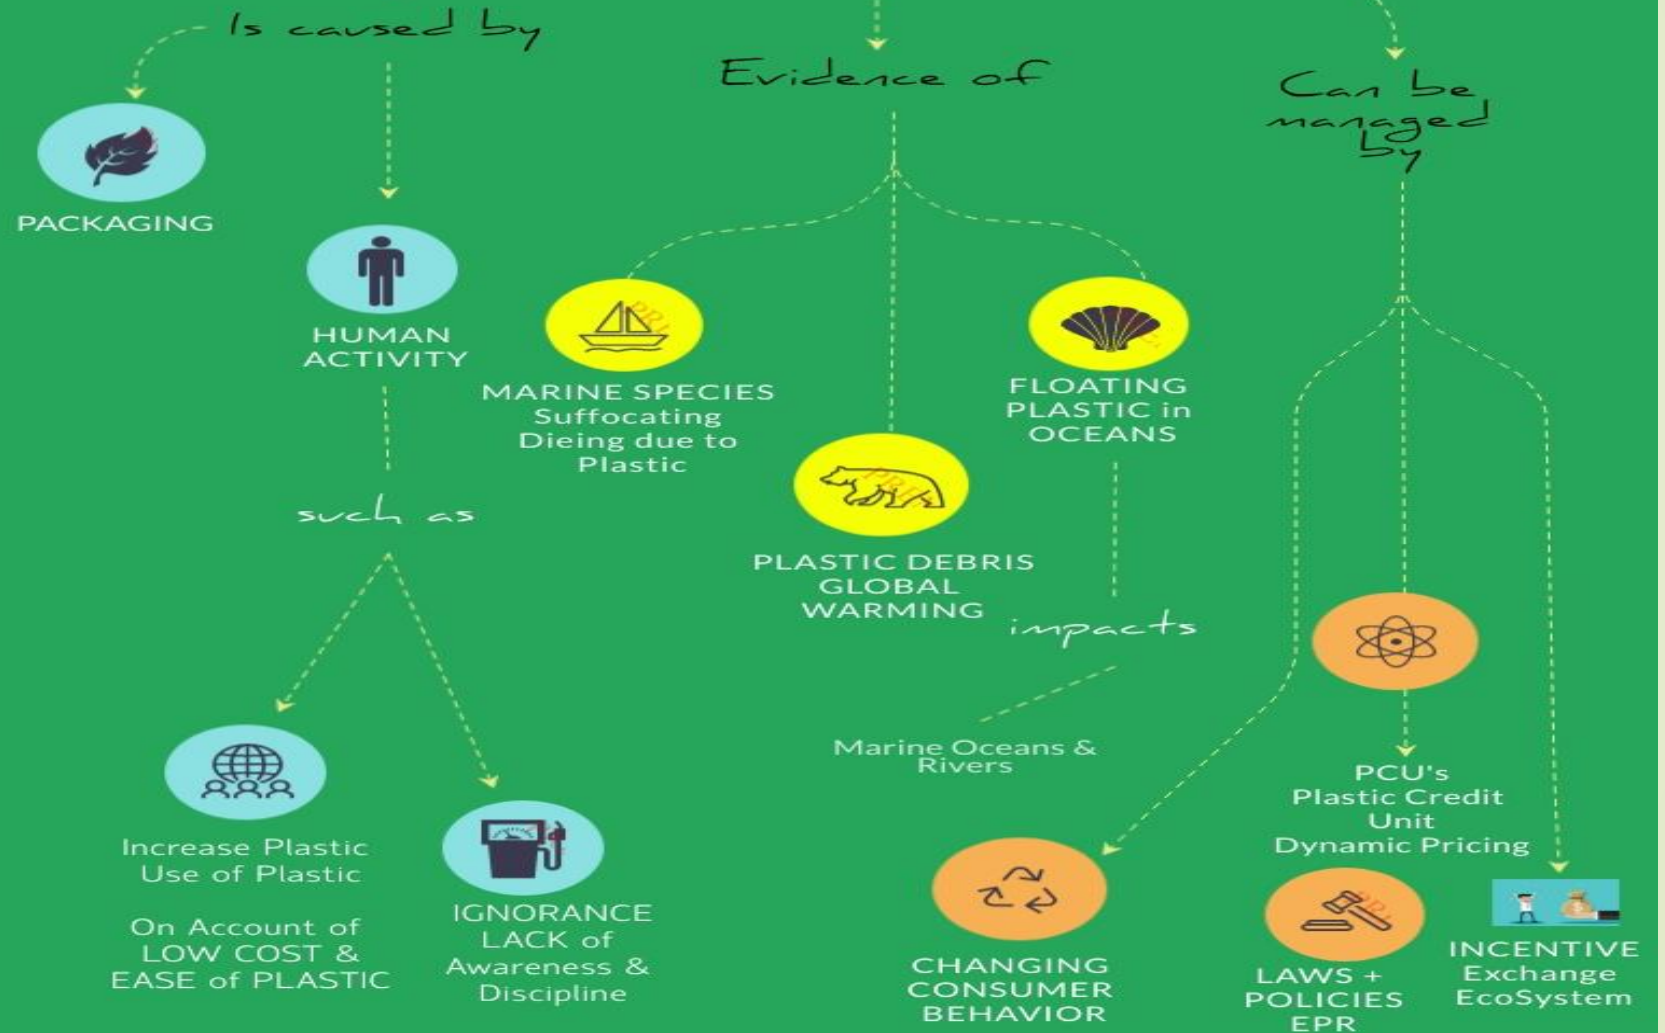 Is caused by
PACKAGING
HUMAN
ACTIVITY
such as
Increase Plastic
Use of Plastic
On Account of
LOW COST &
EASE of PLASTIC
IGNORANCE
LACK of
Awareness &
Discipline
Evidence of
MARINE SPECIES
Suffocating
Dieing due to
Plastic
PLASTIC DEBRIS
GLOBAL
WARMING
FLOATING
PLASTIC in
OCEANS
impacts
Marine Oceans &
Rivers
Can be
managed
by
CHANGING
CONSUMER
BEHAVIOR
PCU's
Plastic Credit
Unit
Dynamic Pricing
LAWS +
POLICIES
EPR
INCENTIVE
Exchange
EcoSystem